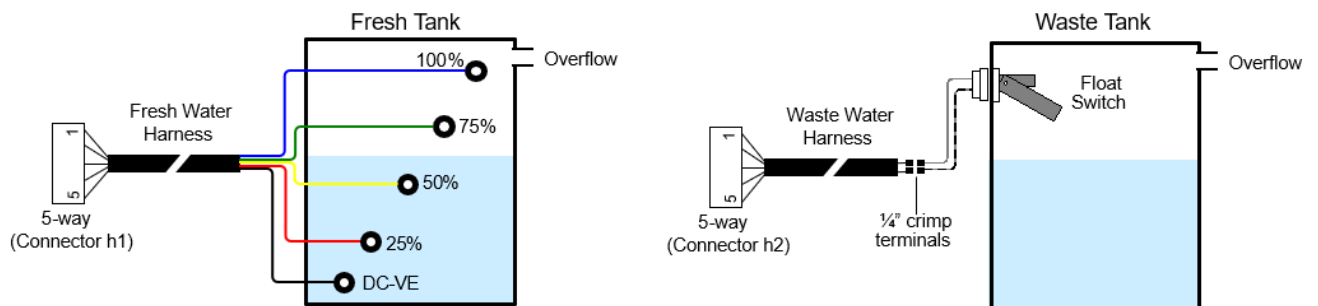 Fresh Tank
100%
Overflow
Fresh Water
Harness
75%
1
5
50%
5-way
(Connector h1)
25%
DC-VE
Waste Tank
Overflow
Float
Switch
Waste Water
Harness
1
5
5-way
(Connector h2)
¼” crimp
terminals